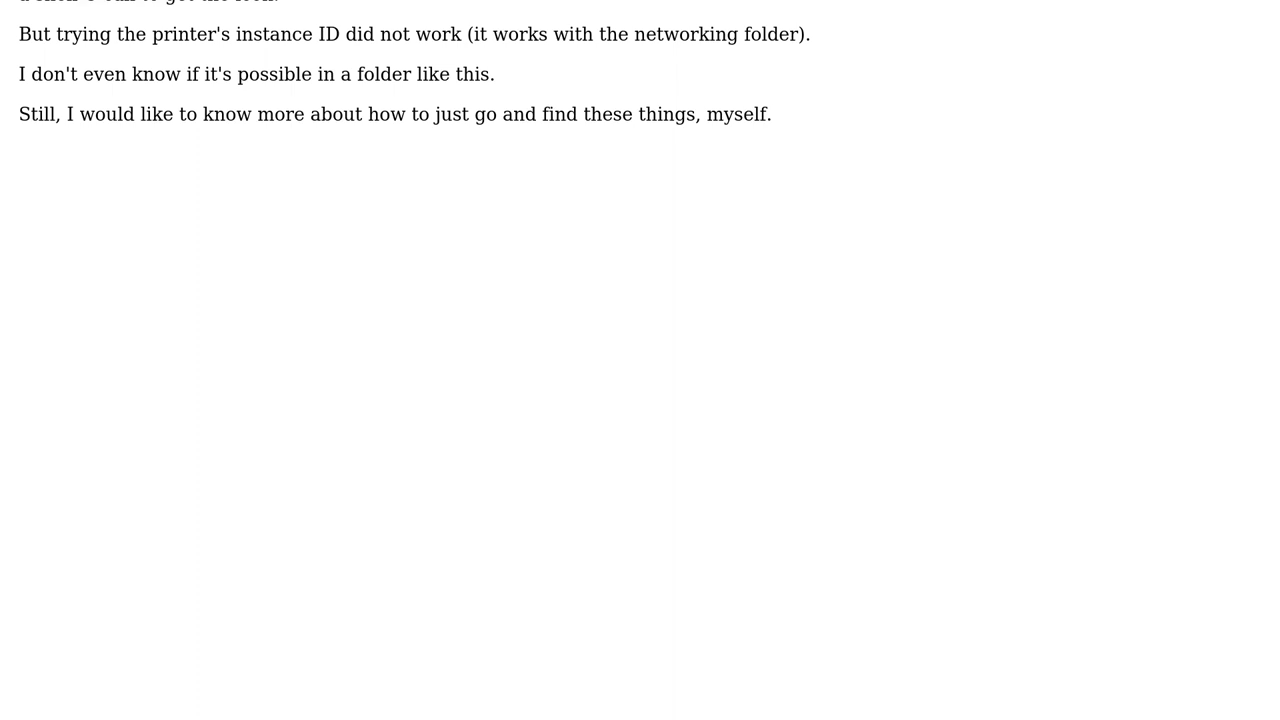 But trying the printer's instance ID did not work (it works with the networking folder).
I don't even know if it's possible in a folder like this.
Still, I would like to know more about how to just go and find these things, myself.